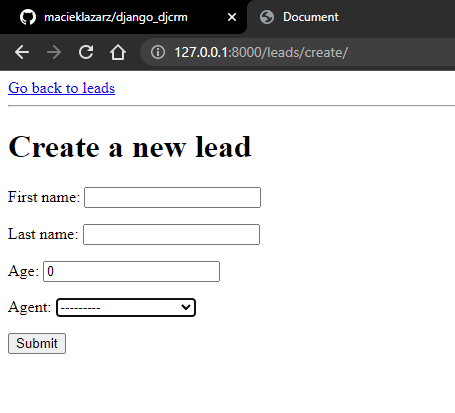 macieklazarz/django_djcrm
Document
127.0.0.1:8000/leads/create/
Go back to leads
Create a new lead
First name:
Last name:
Age: 0
Agent: ---------
Submit